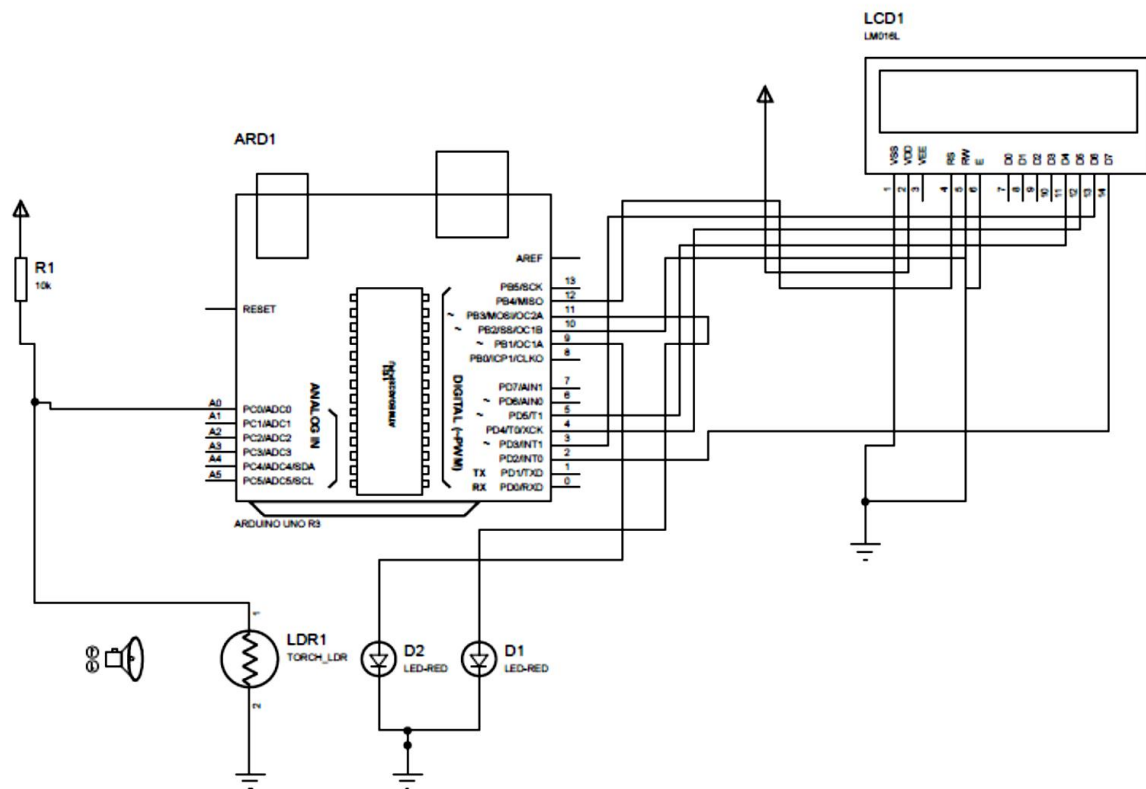 LCD1
LM016L
VSS
VDD
VEE
RS
RW
E
D0
D1
D2
D3
D4
D5
D6
D7
1
2
3
4
5
6
7
8
9
10
11
12
13
14
ARD1
R1
10k
RESET
AREF
PB5/SCK 13
PB4/MISO 12
~ PB3/MOSI/OC2A 11
~ PB2/SS/OC1B 10
~ PB1/OC1A 9
PB0/ICP1/CLKO 8
PD7/AIN1 7
~ PD6/AIN0 6
~ PD5/T1 5
PD4/T0/XCK 4
~ PD3/INT1 3
PD2/INT0 2
TX PD1/TXD 1
RX PD0/RXD 0
A0 PC0/ADC0
A1 PC1/ADC1
A2 PC2/ADC2
A3 PC3/ADC3
A4 PC4/ADC4/SDA
A5 PC5/ADC5/SCL
ANALOG IN
DIGITAL (~PWM)
ARDUINO UNO R3
1
LDR1
TORCH_LDR
2
D2
LED-RED
D1
LED-RED